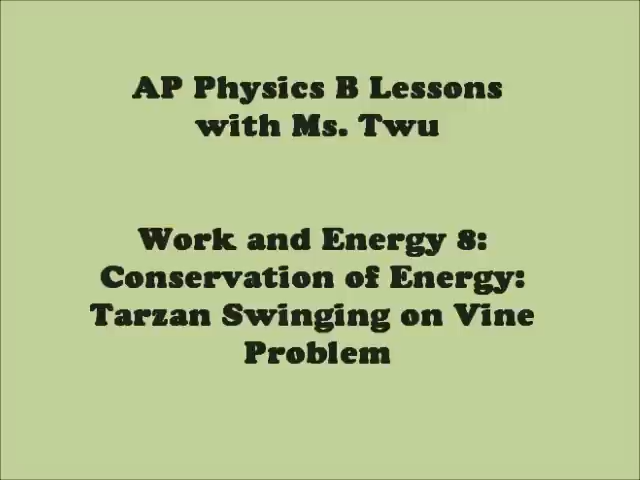 AP Physics B Lessons
with Ms. Twu
Work and Energy 8:
Conservation of Energy:
Tarzan Swinging on Vine
Problem